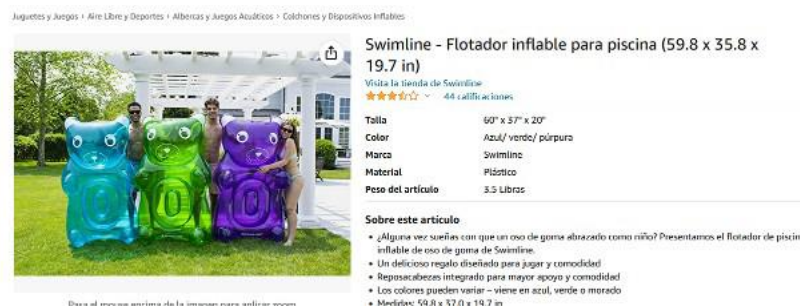 Juguetes y Juegos › Aire Libre y Deportes › Albercas y Juegos Acuáticos › Colchones y Dispositivos Inflables
Swimline - Flotador inflable para piscina (59.8 x 35.8 x
19.7 in)
Visita la tienda de Swimline
44 calificaciones
Talla 60" x 37" x 20"
Color Azul/ verde/ púrpura
Marca Swimline
Material Plástico
Peso del artículo 3.5 Libras
Sobre este artículo
• ¿Alguna vez sueñas con que un oso de goma abrazado como niño? Presentamos el flotador de piscin
inflable de oso de goma de Swimline.
• Un delicioso regalo diseñado para jugar y comodidad
• Reposacabezas integrado para mayor apoyo y comodidad
• Los colores pueden variar – viene en azul, verde o morado
• Medidas: 59.8 x 37.0 x 19.7 in
Pasa el mouse encima de la imagen para aplicar zoom